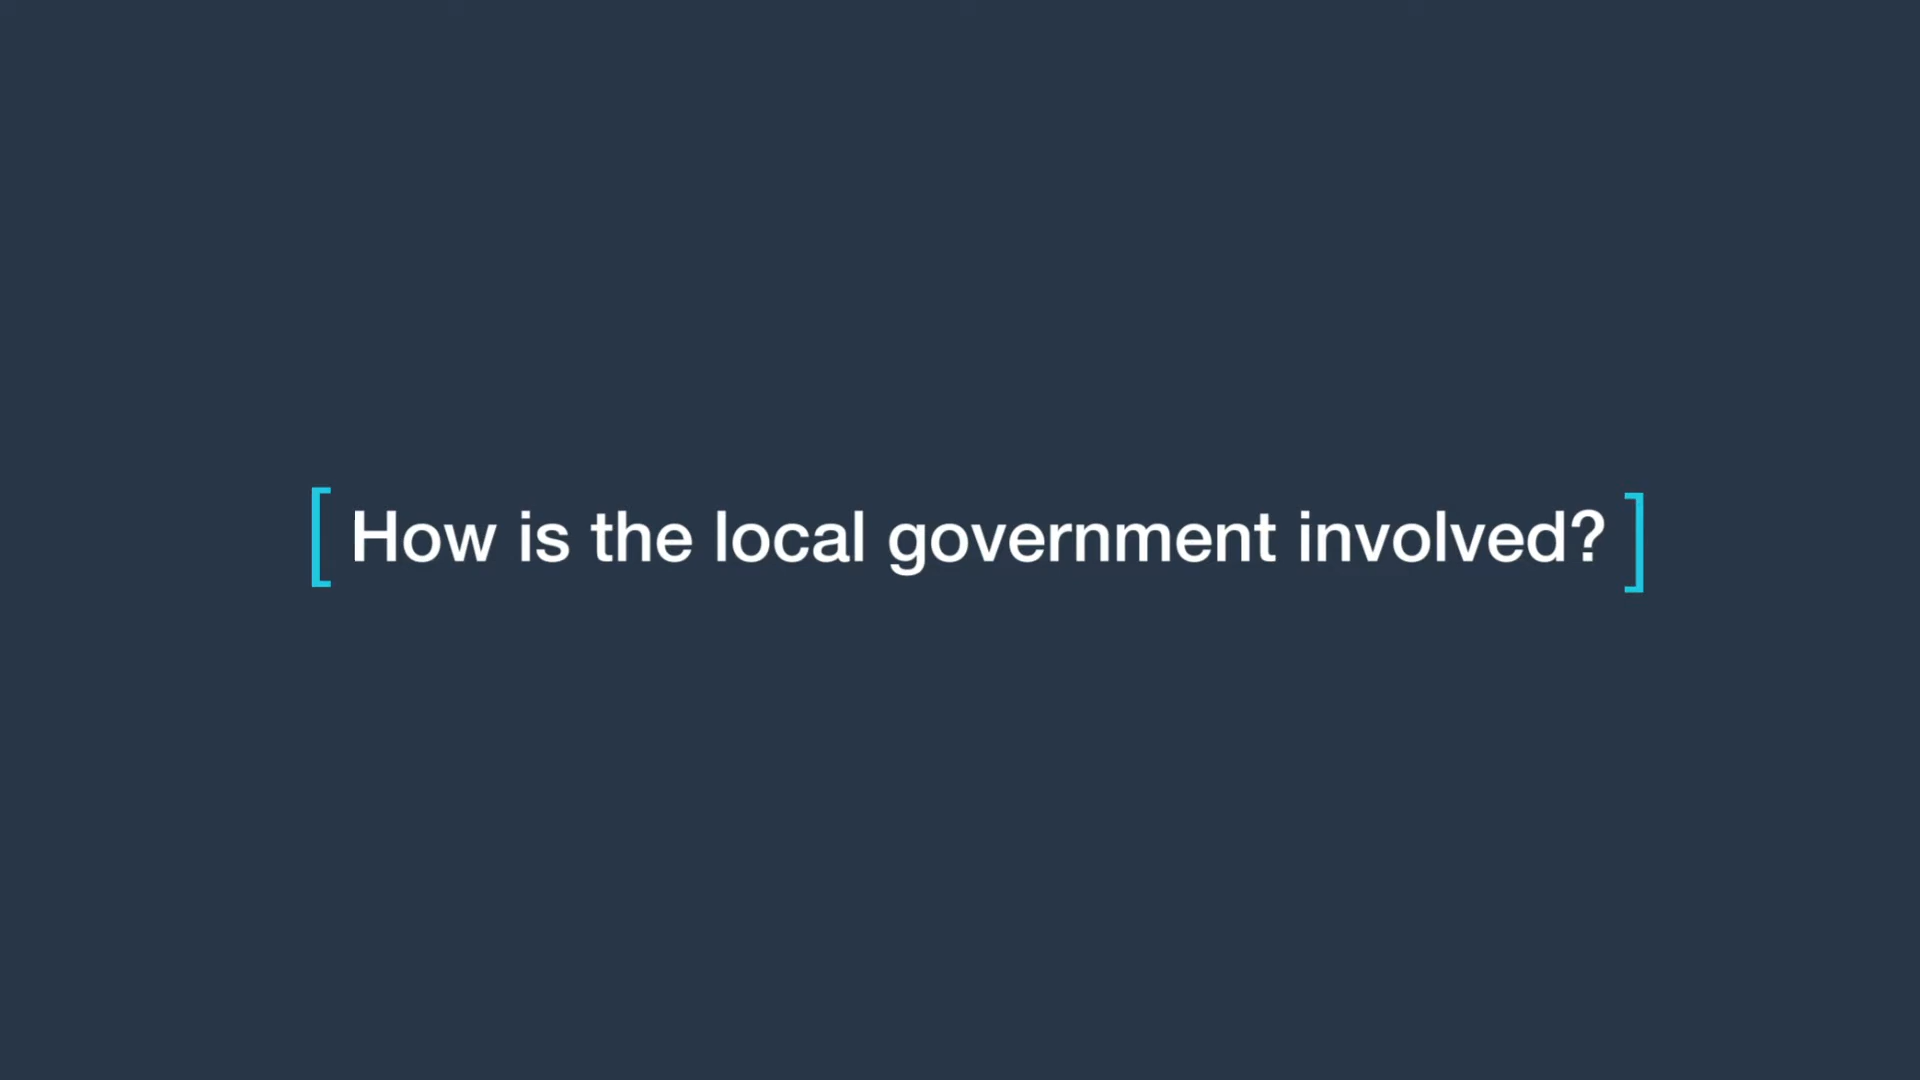 [ How is the local government involved? ]